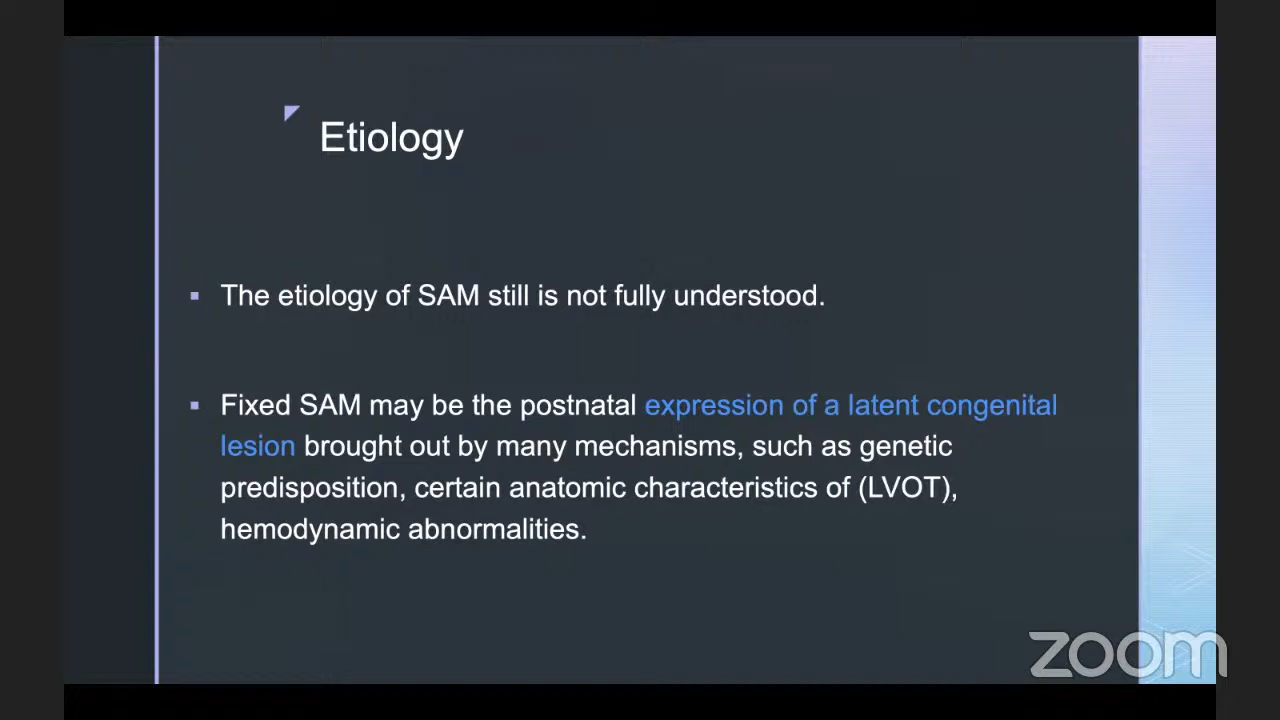 Etiology
▪ The etiology of SAM still is not fully understood.
▪ Fixed SAM may be the postnatal expression of a latent congenital
lesion brought out by many mechanisms, such as genetic
predisposition, certain anatomic characteristics of (LVOT),
hemodynamic abnormalities.
zoom